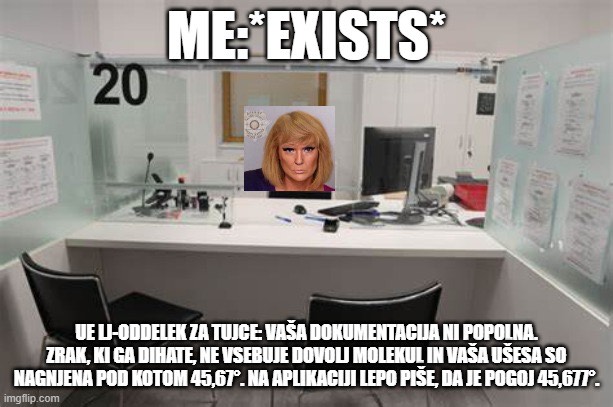 ME:*EXISTS*
20
UE LJ-ODDELEK ZA TUJCE: VAŠA DOKUMENTACIJA NI POPOLNA.
ZRAK, KI GA DIHATE, NE VSEBUJE DOVOLJ MOLEKUL IN VAŠA UŠESA SO
NAGNJENA POD KOTOM 45,67°. NA APLIKACIJI LEPO PIŠE, DA JE POGOJ 45,677°.
imgflip.com